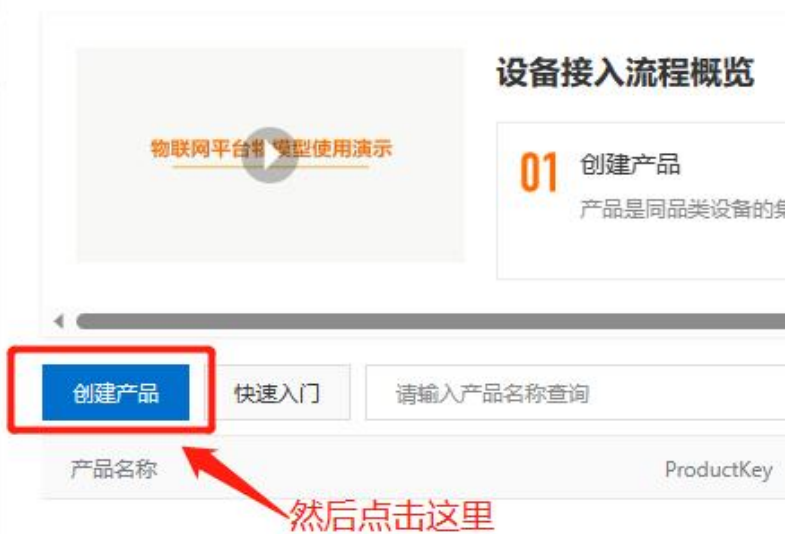 设备接入流程概览
物联网平台物模型使用演示
01 创建产品
产品是同品类设备的集
创建产品 快速入门 请输入产品名称查询
产品名称 ProductKey
然后点击这里